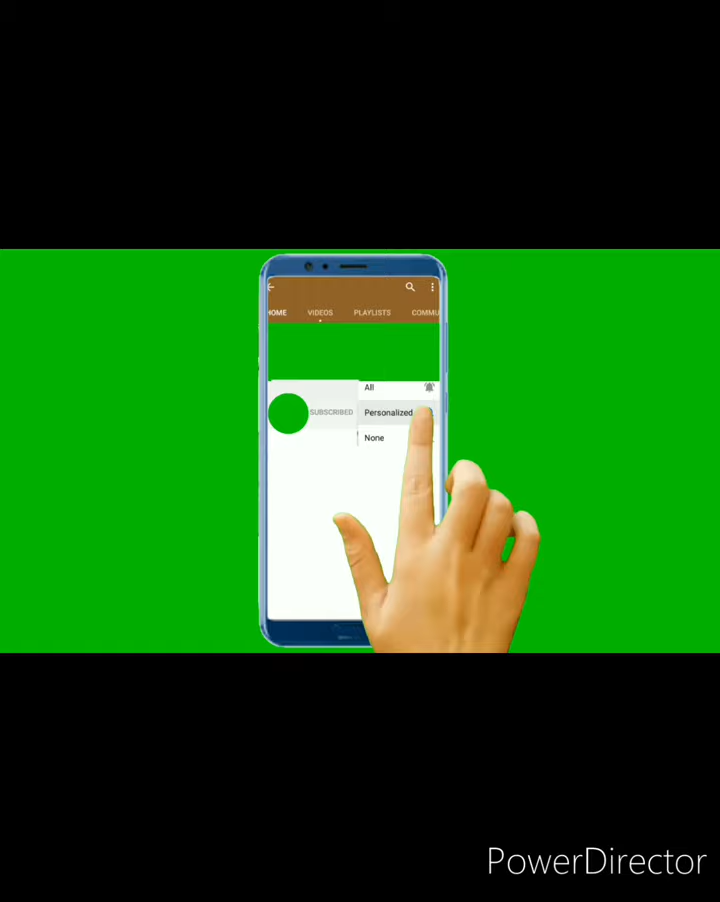 HOME VIDEOS PLAYLISTS COMMU
All
SUBSCRIBED Personalized
None
PowerDirector